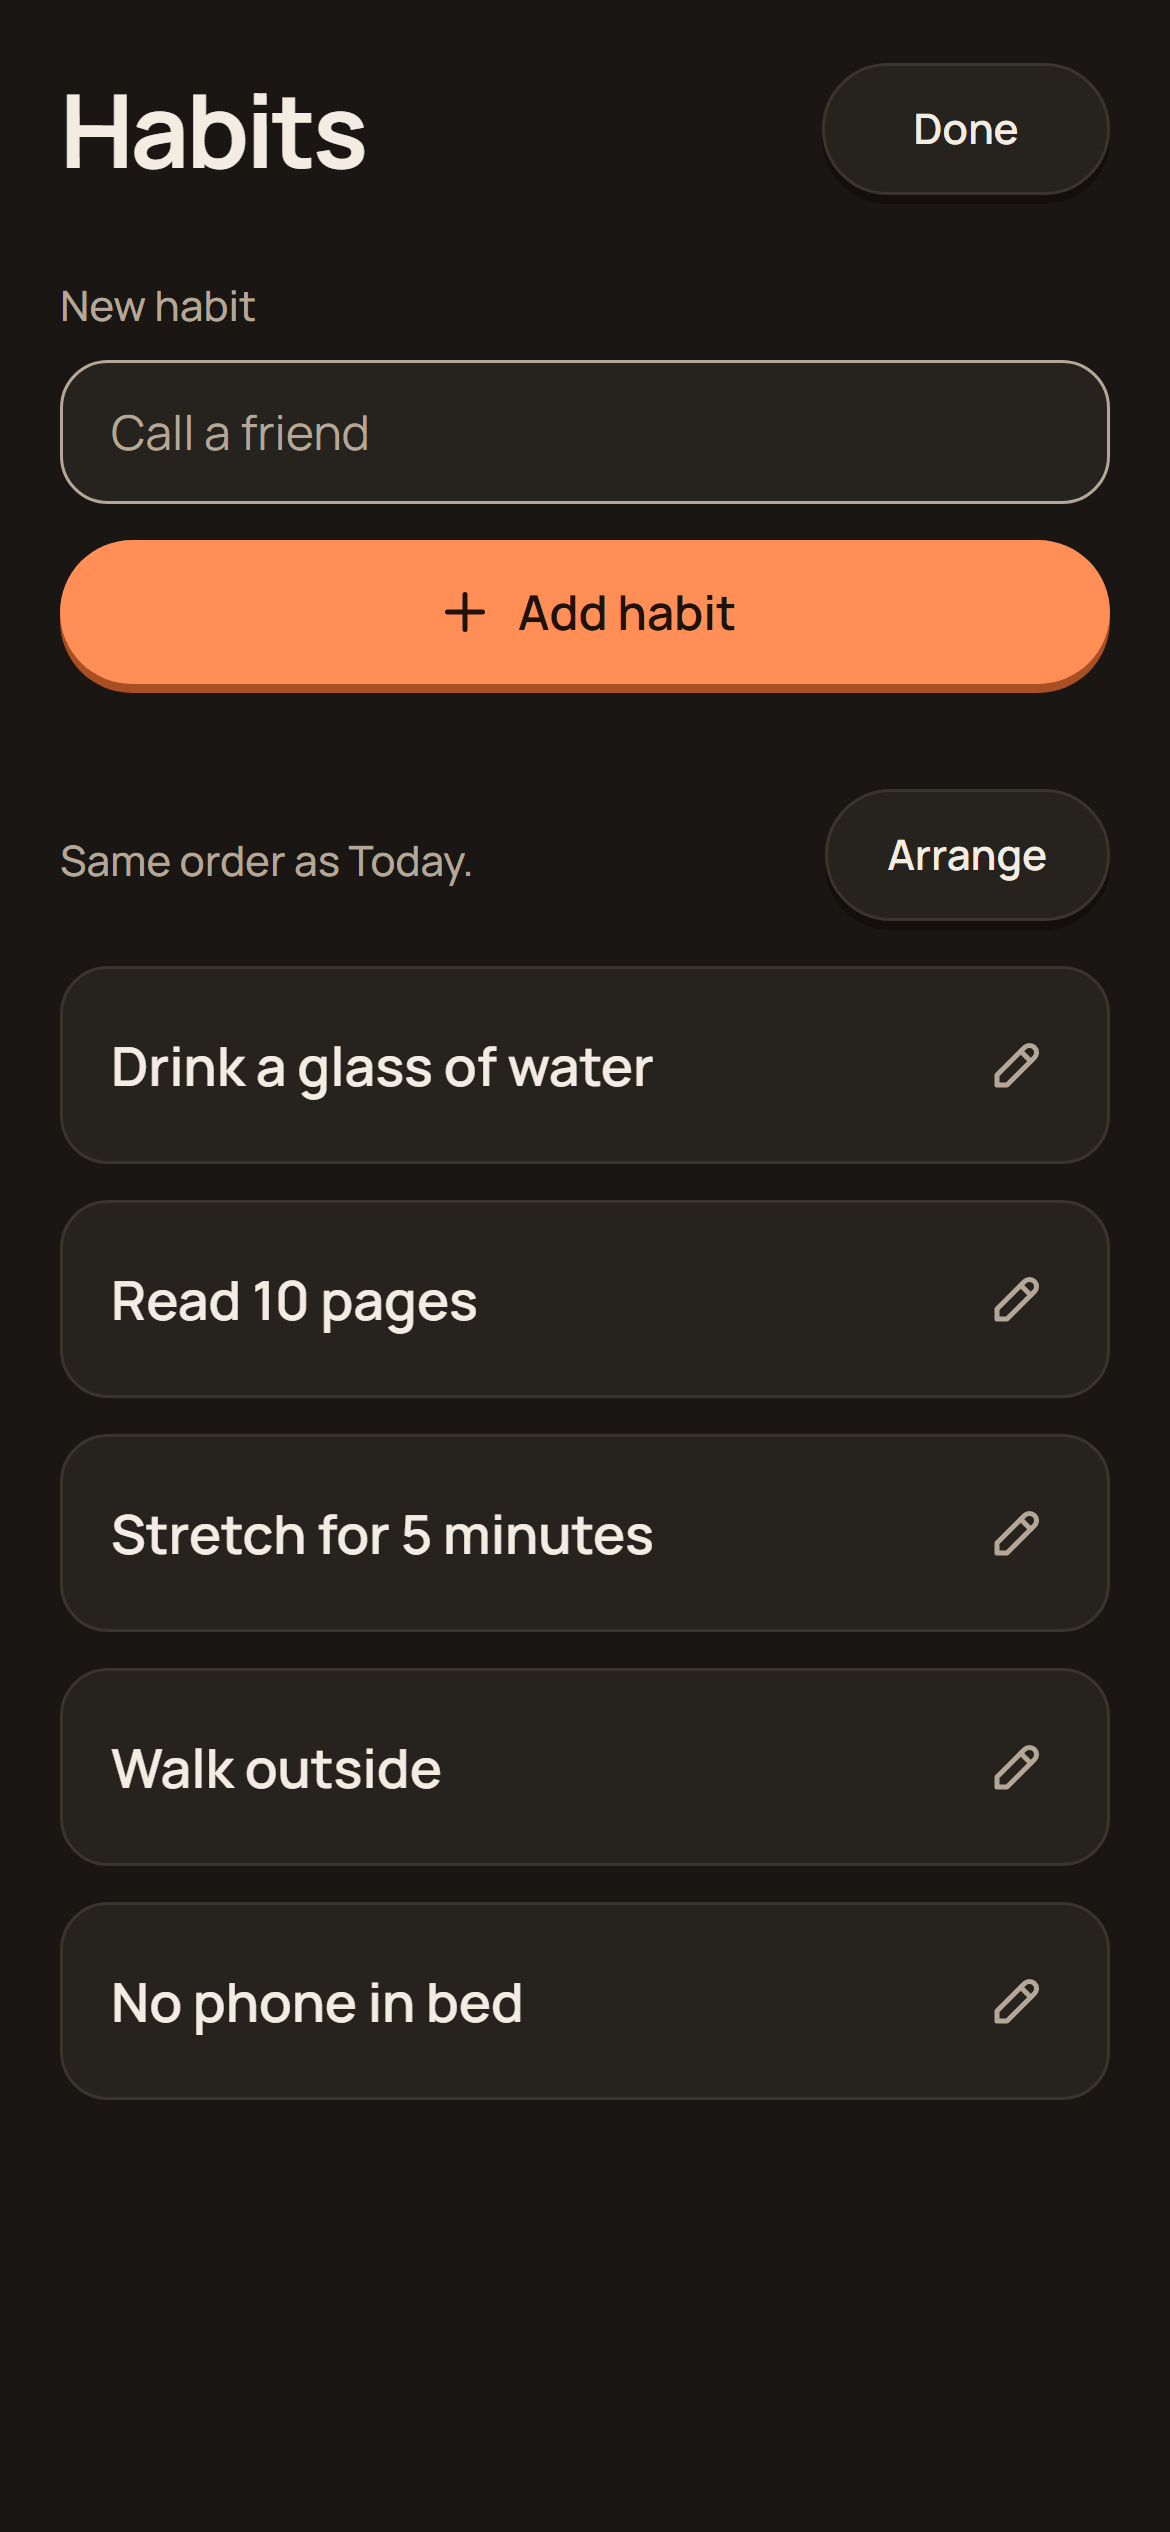 Habits
Done
New habit
Call a friend
Add habit
Same order as Today.
Arrange
Drink a glass of water
Read 10 pages
Stretch for 5 minutes
Walk outside
No phone in bed